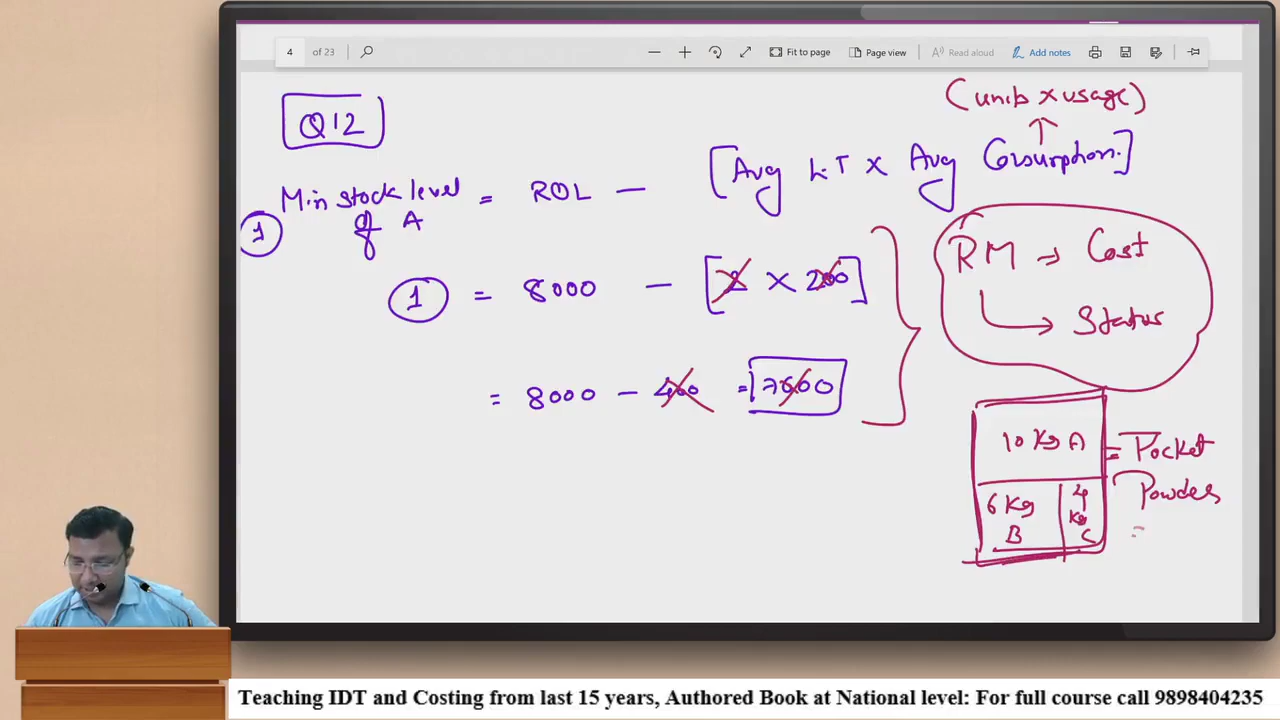 4 of 23 Fit to page Page view Read aloud Add notes
Q12
(units x usage)
Min stock level of A = ROL - [Avg L.T x Avg Consumption.]
1
1 = 8000 - [2 x 200]
= 8000 - 400 = 7600
RM → Cost
→ Status
10 Kg A = Pocket
Powder
6 Kg B
4 Kg C
=
Teaching IDT and Costing from last 15 years, Authored Book at National level: For full course call 9898404235